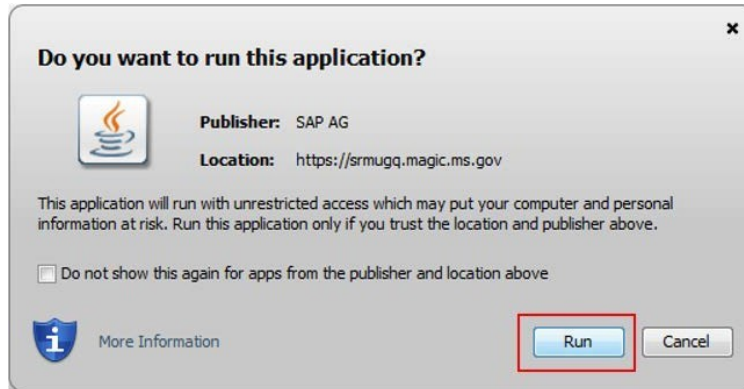 Do you want to run this application?
Publisher: SAP AG
Location: https://srmugq.magic.ms.gov
This application will run with unrestricted access which may put your computer and personal
information at risk. Run this application only if you trust the location and publisher above.
Do not show this again for apps from the publisher and location above
More Information
Run
Cancel